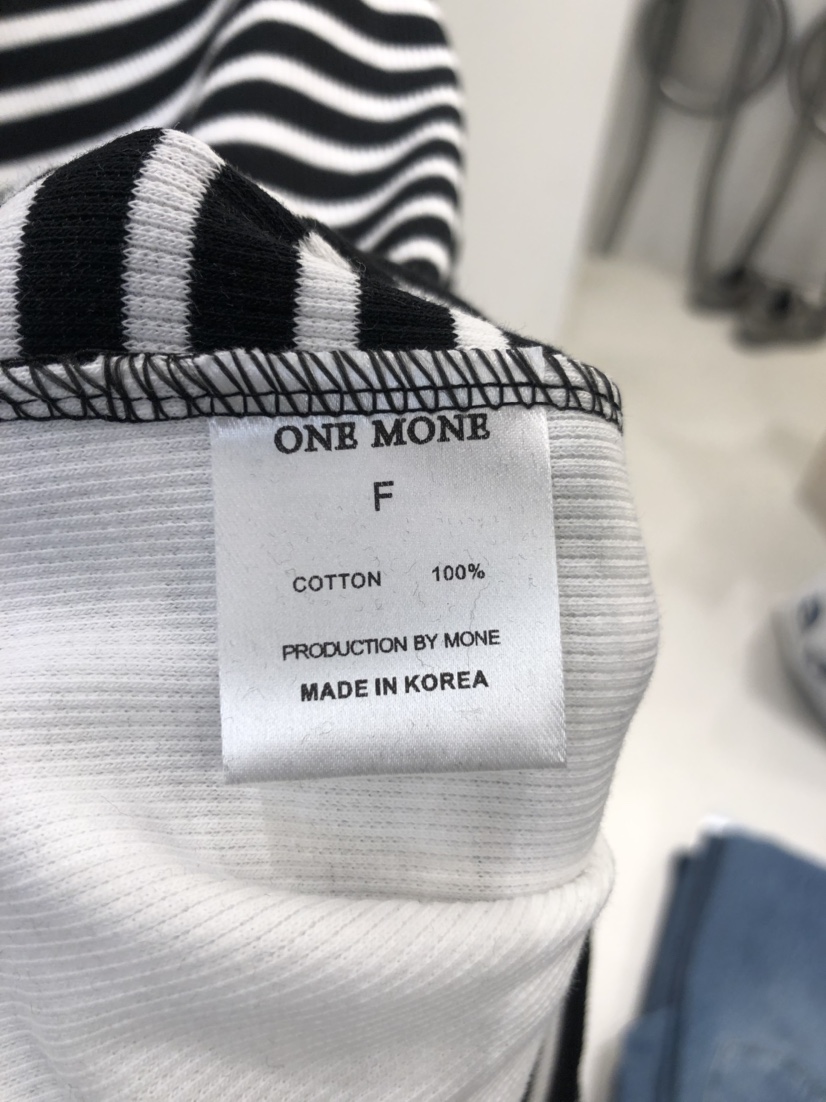 ONE MONE
F
COTTON 100%
PRODUCTION BY MONE
MADE IN KOREA